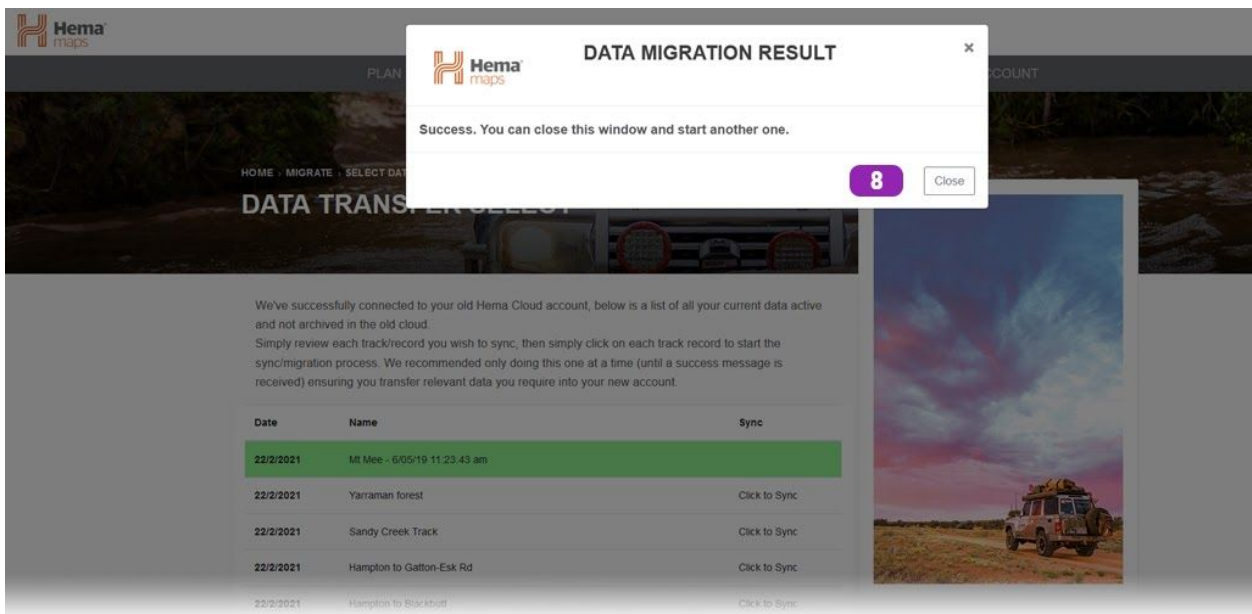 Hema
maps
DATA MIGRATION RESULT
×
Hema
maps
PLAN
CCOUNT
Success. You can close this window and start another one.
HOME › MIGRATE › SELECT DAT
8
Close
DATA TRANSFER SELECT
We've successfully connected to your old Hema Cloud account, below is a list of all your current data active
and not archived in the old cloud.
Simply review each track/record you wish to sync, then simply click on each track record to start the
sync/migration process. We recommended only doing this one at a time (until a success message is
received) ensuring you transfer relevant data you require into your new account.
Date Name Sync
22/2/2021 Mt Mee - 6/05/19 11:23.43 am
22/2/2021 Yarraman forest Click to Sync
22/2/2021 Sandy Creek Track Click to Sync
22/2/2021 Hampton to Gatton-Esk Rd Click to Sync
22/2/2021 Hampton to Blackbutt Click to Sync